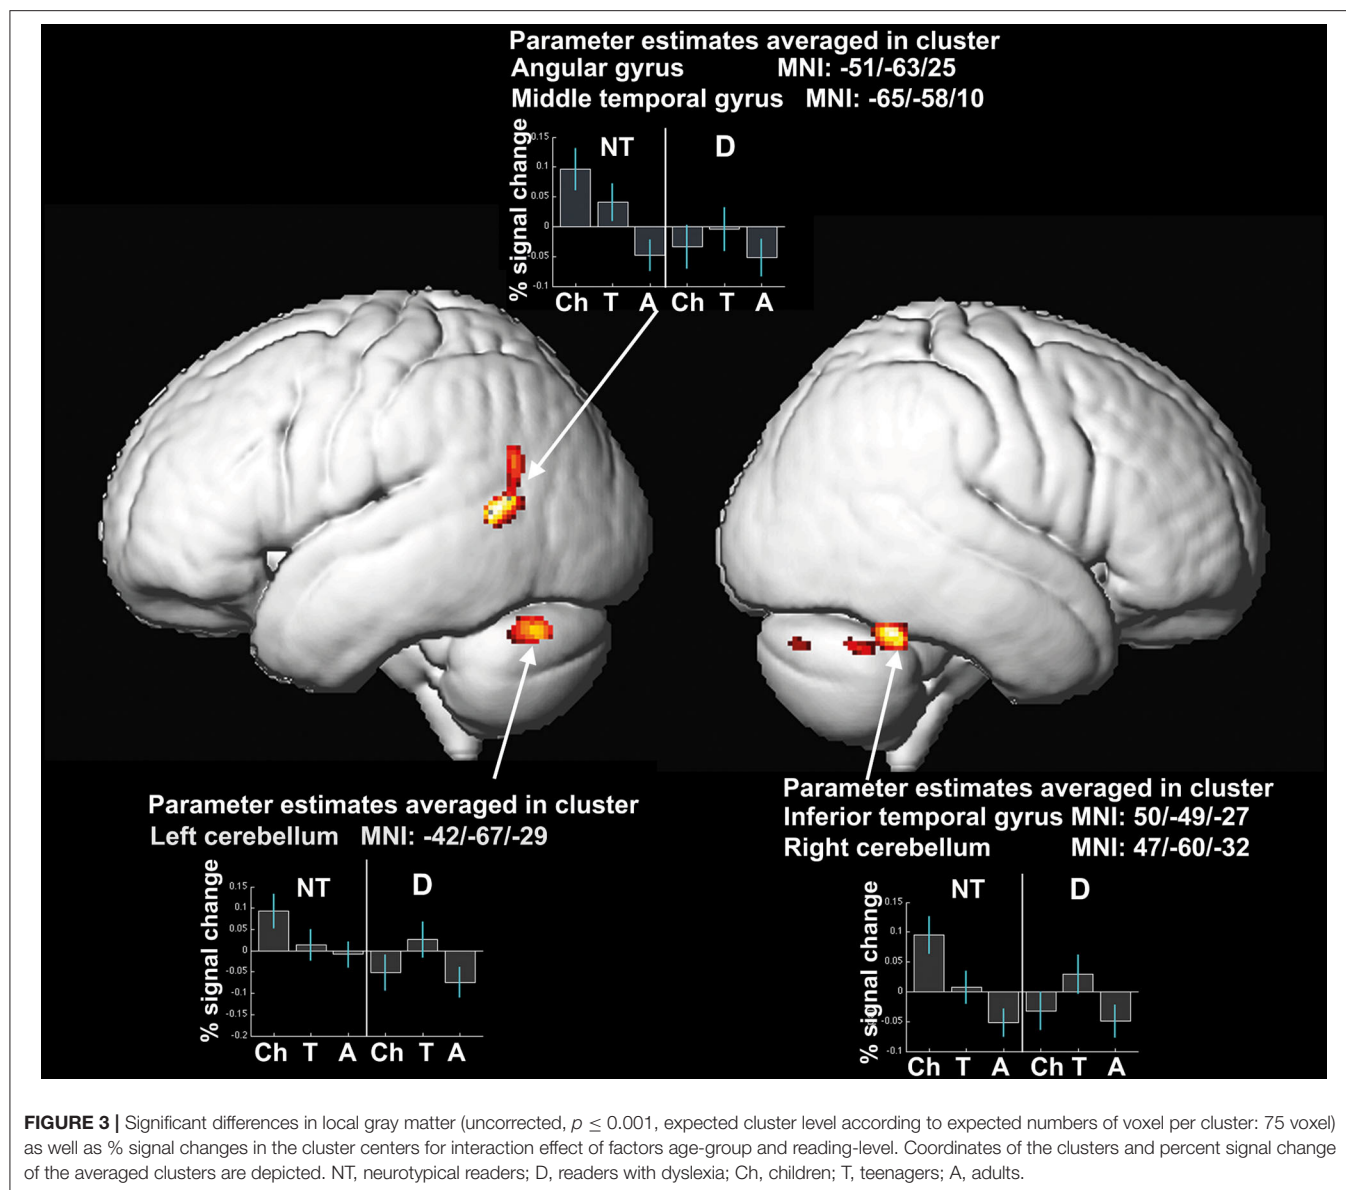 Parameter estimates averaged in cluster
Angular gyrus MNI: -51/-63/25
Middle temporal gyrus MNI: -65/-58/10
% signal change
0.15
0.1
0.05
0
-0.05
-0.1
NT D
Ch T A Ch T A
Parameter estimates averaged in cluster
Left cerebellum MNI: -42/-67/-29
% signal change
0.15
0.1
0.05
0
-0.05
-0.1
-0.15
-0.2
NT D
Ch T A Ch T A
Parameter estimates averaged in cluster
Inferior temporal gyrus MNI: 50/-49/-27
Right cerebellum MNI: 47/-60/-32
% signal change
0.15
0.1
0.05
0
-0.05
-0.1
NT D
Ch T A Ch T A
FIGURE 3 | Significant differences in local gray matter (uncorrected, p ≤ 0.001, expected cluster level according to expected numbers of voxel per cluster: 75 voxel)
as well as % signal changes in the cluster centers for interaction effect of factors age-group and reading-level. Coordinates of the clusters and percent signal change
of the averaged clusters are depicted. NT, neurotypical readers; D, readers with dyslexia; Ch, children; T, teenagers; A, adults.